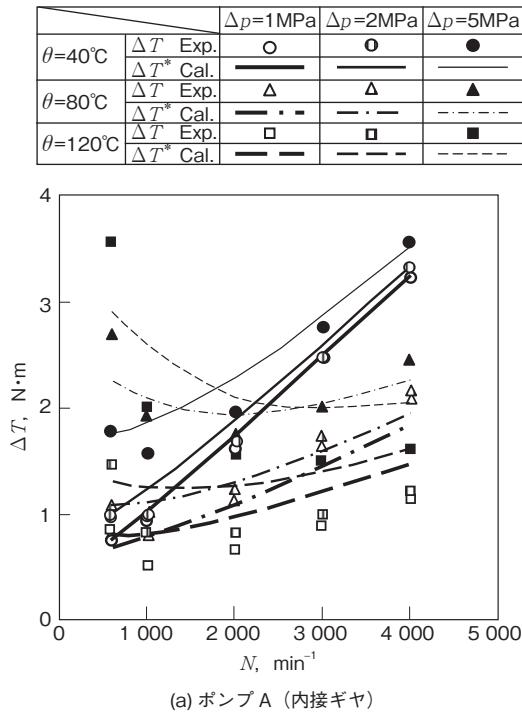 Δp=1MPa Δp=2MPa Δp=5MPa
θ=40℃ ΔT Exp.
ΔT* Cal.
θ=80℃ ΔT Exp.
ΔT* Cal.
θ=120℃ ΔT Exp.
ΔT* Cal.
4
3
2
1
0
ΔT, N·m
0 1 000 2 000 3 000 4 000 5 000
N, min⁻¹
(a) ポンプ A（内接ギヤ）